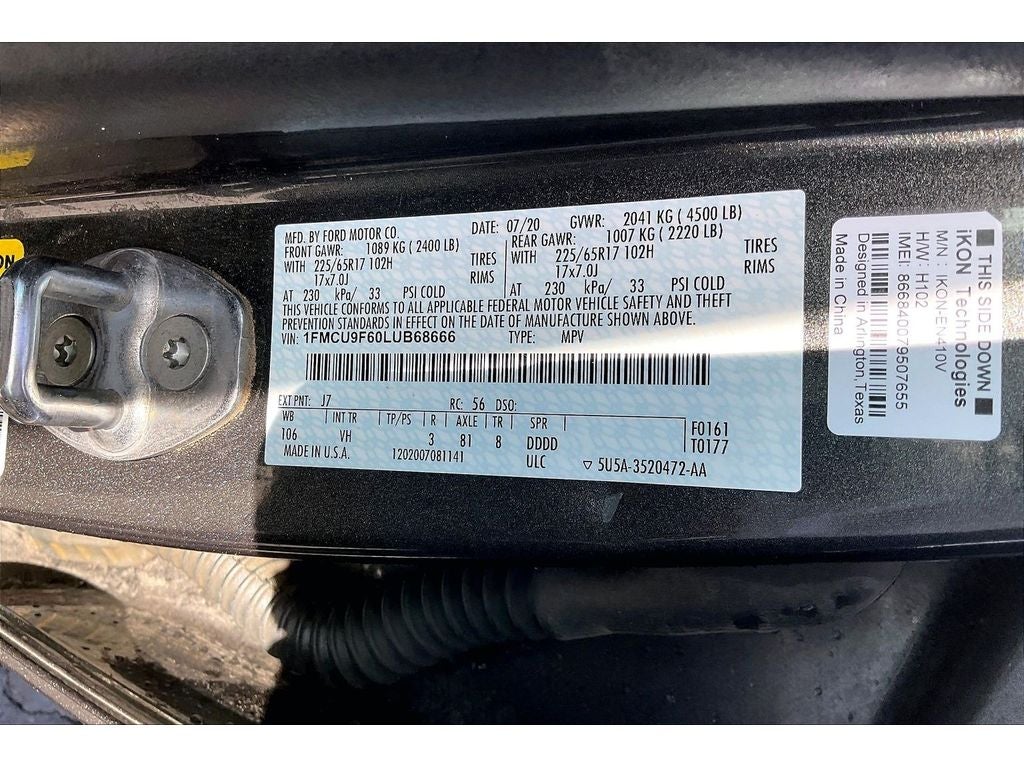 MFD. BY FORD MOTOR CO.
DATE: 07/20 GVWR: 2041 KG ( 4500 LB)
FRONT GAWR: 1089 KG ( 2400 LB)
WITH 225/65R17 102H TIRES
17x7.0J RIMS
AT 230 kPa/ 33 PSI COLD
REAR GAWR: 1007 KG ( 2220 LB)
WITH 225/65R17 102H TIRES
17x7.0J RIMS
AT 230 kPa/ 33 PSI COLD
THIS VEHICLE CONFORMS TO ALL APPLICABLE FEDERAL MOTOR VEHICLE SAFETY AND THEFT
PREVENTION STANDARDS IN EFFECT ON THE DATE OF MANUFACTURE SHOWN ABOVE.
VIN: 1FMCU9F60LUB68666 TYPE: MPV
EXT PNT: J7 RC: 56 DSO:
WB INT TR TP/PS R AXLE TR SPR
106 VH 3 81 8 DDDD
F0161
T0177
MADE IN U.S.A. 1202007081141 ULC ▽ 5U5A-3520472-AA
■ THIS SIDE DOWN ■
iKON Technologies
M/N : IKON-EN410V
H/W: H102
IMEI: 866840079507655
Designed in Arlington,Texas
Made in China
ON